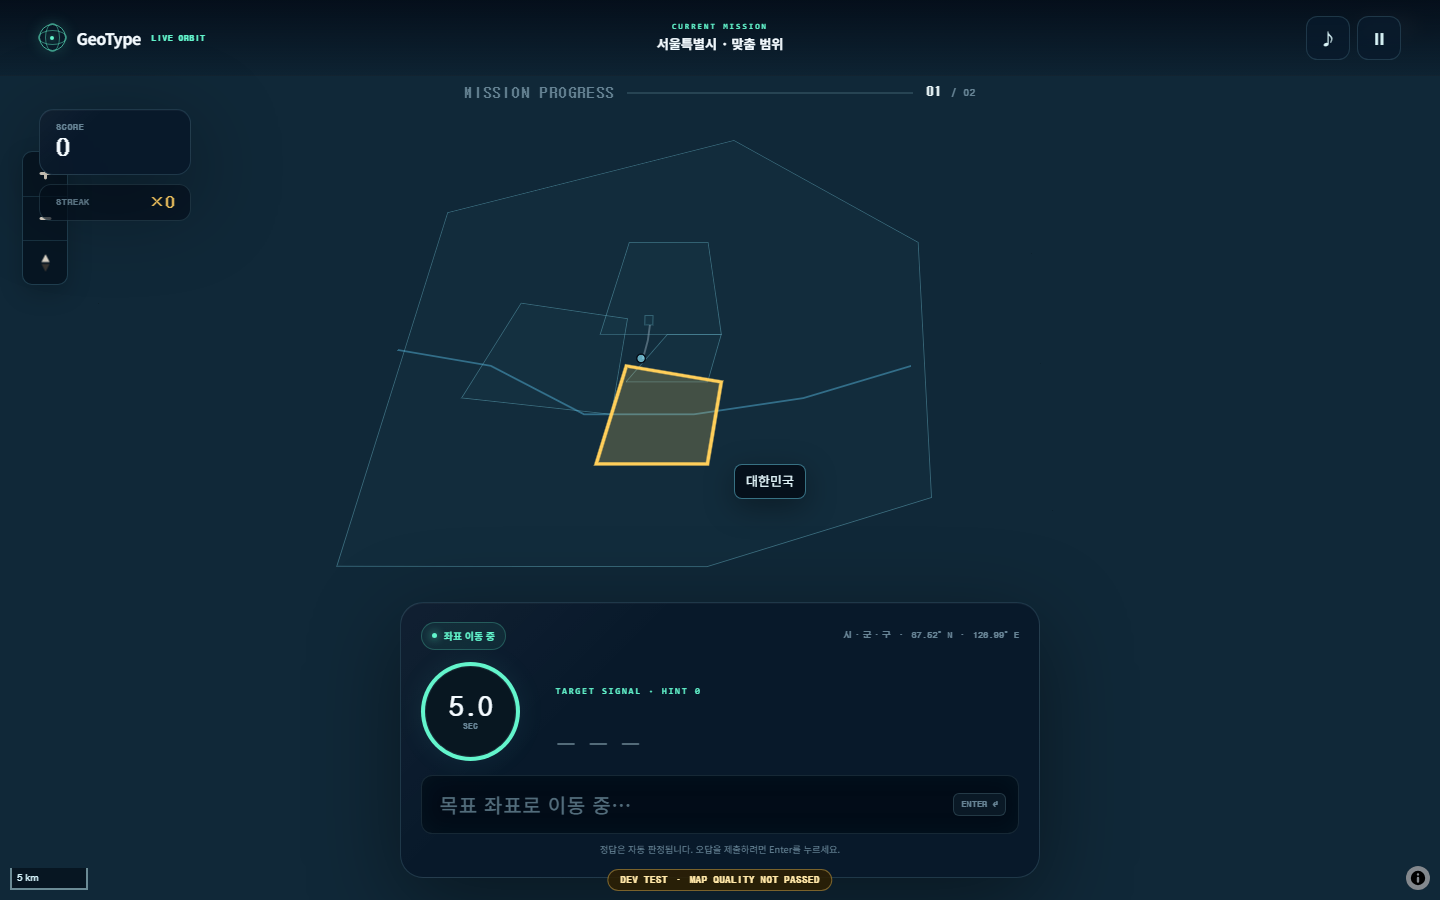 GeoType LIVE ORBIT
CURRENT MISSION
서울특별시 · 맞춤 범위
MISSION PROGRESS 01 / 02
SCORE
0
STREAK ×0
대한민국
좌표 이동 중
시·군·구 · 67.52° N · 126.99° E
5.0
SEC
TARGET SIGNAL · HINT 0
목표 좌표로 이동 중…
ENTER
정답은 자동 판정됩니다. 오답을 제출하려면 Enter를 누르세요.
DEV TEST · MAP QUALITY NOT PASSED
5 km